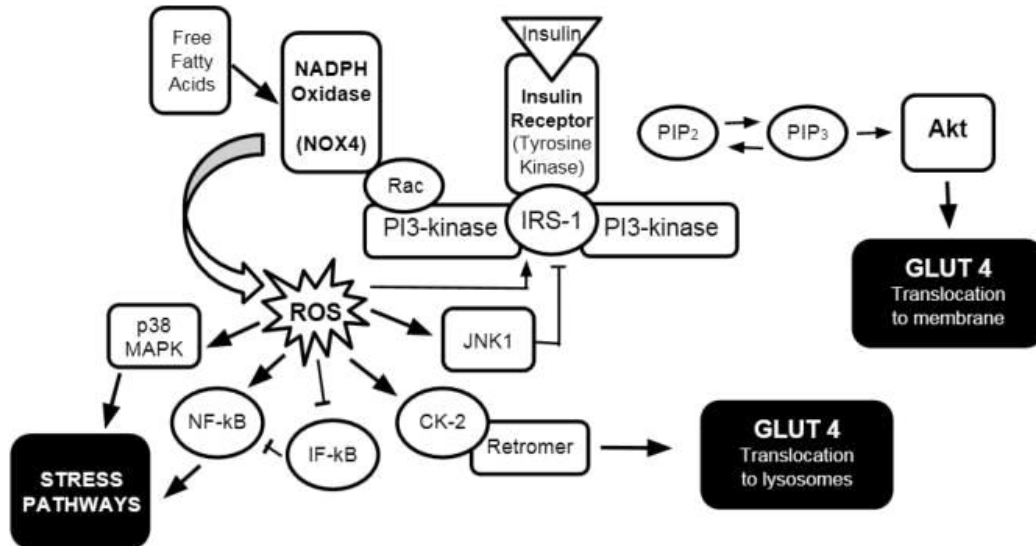 Free
Fatty
Acids
NADPH
Oxidase
(NOX4)
Insulin
Insulin
Receptor
(Tyrosine
Kinase)
PIP₂
PIP₃
Akt
Rac
PI3-kinase
IRS-1
PI3-kinase
GLUT 4
Translocation
to membrane
ROS
p38
MAPK
JNK1
NF-kB
IF-kB
CK-2
Retromer
GLUT 4
Translocation
to lysosomes
STRESS
PATHWAYS